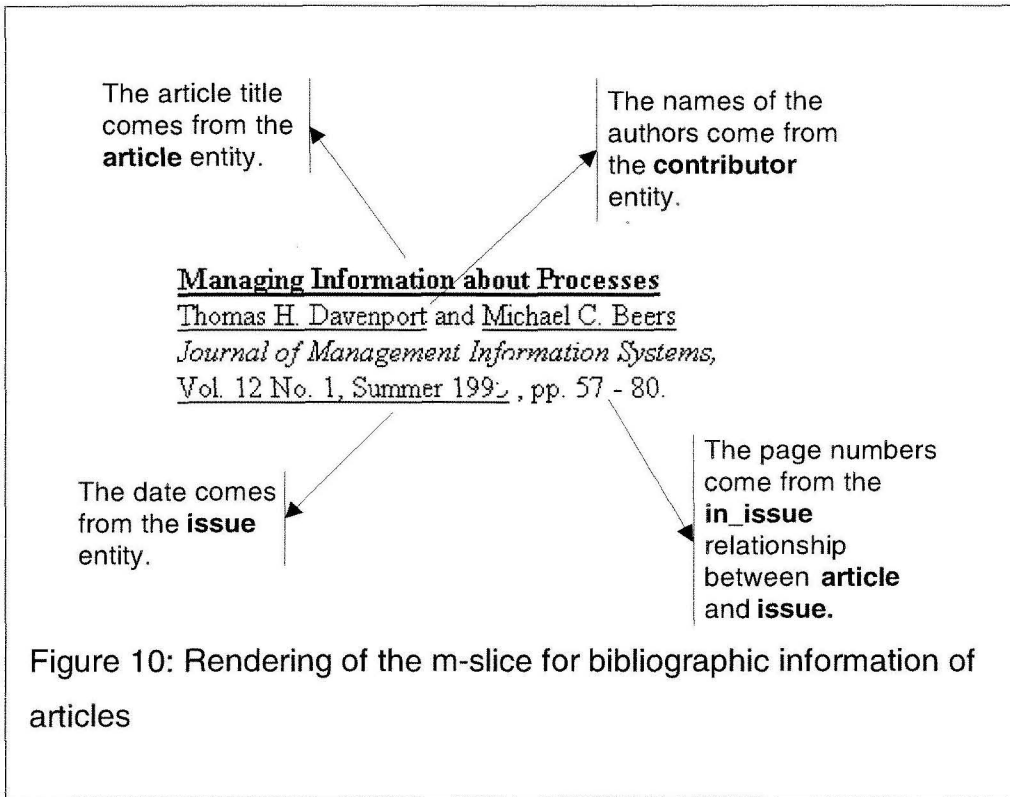 The article title
comes from the
article entity.
The names of the
authors come from
the contributor
entity.
Managing Information about Processes
Thomas H. Davenport and Michael C. Beers
Journal of Management Information Systems,
Vol. 12 No. 1, Summer , pp. 57 - 80.
The date comes
from the issue
entity.
The page numbers
come from the
in_issue
relationship
between article
and issue.
Figure 10: Rendering of the m-slice for bibliographic information of
articles